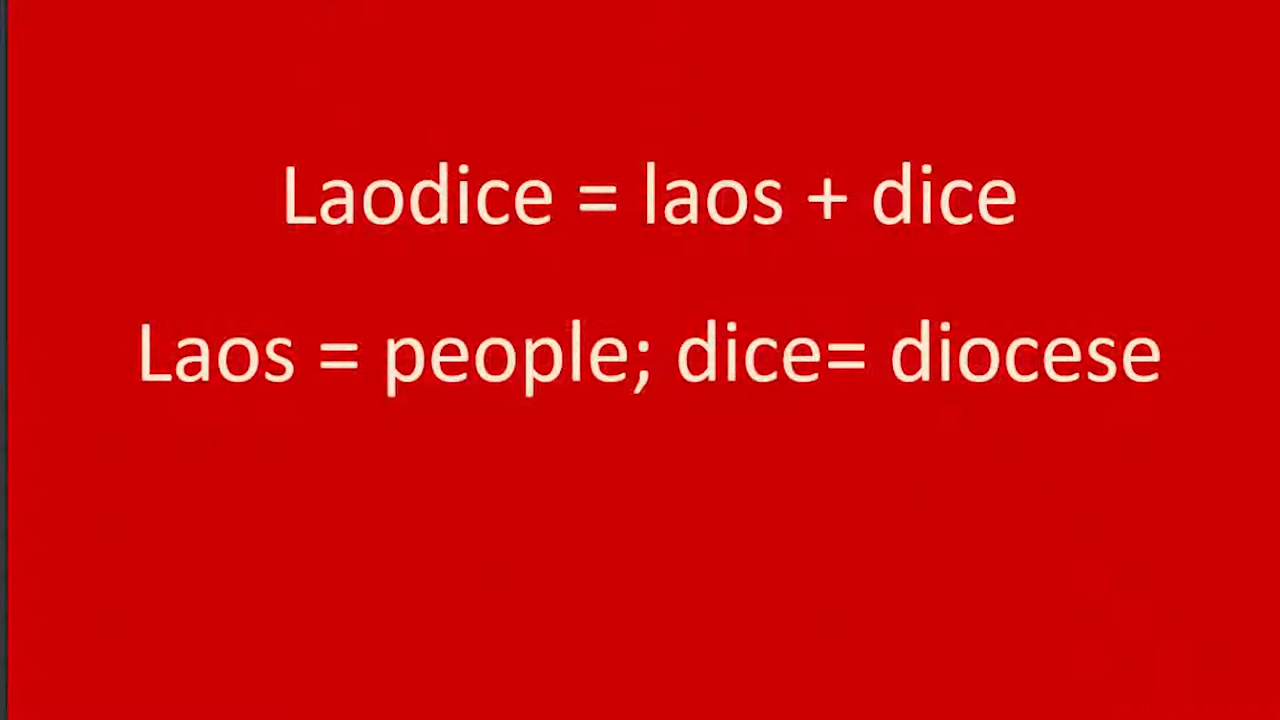 Laodice = laos + dice
Laos = people; dice= diocese